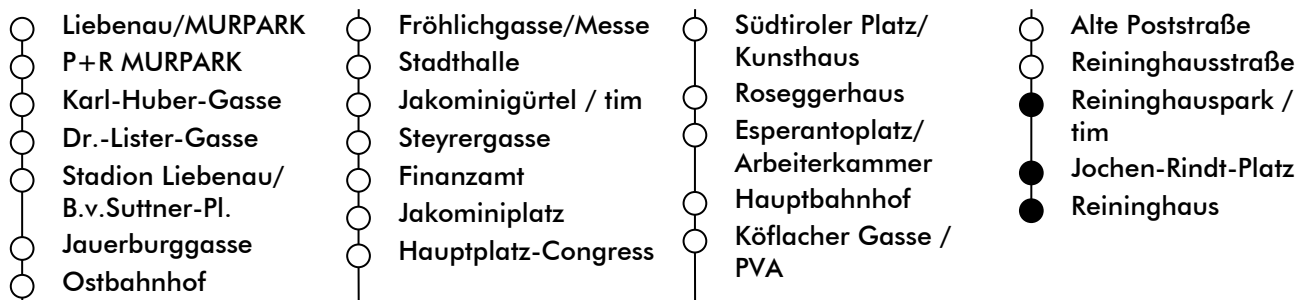 Liebenau/MURPARK
P+R MURPARK
Karl-Huber-Gasse
Dr.-Lister-Gasse
Stadion Liebenau/
B.v.Suttner-Pl.
Jauerburggasse
Ostbahnhof
Fröhlichgasse/Messe
Stadthalle
Jakominigürtel / tim
Steyrergasse
Finanzamt
Jakominiplatz
Hauptplatz-Congress
Südtiroler Platz/
Kunsthaus
Roseggerhaus
Esperantoplatz/
Arbeiterkammer
Hauptbahnhof
Köflacher Gasse /
PVA
Alte Poststraße
Reininghausstraße
Reininghauspark /
tim
Jochen-Rindt-Platz
Reininghaus